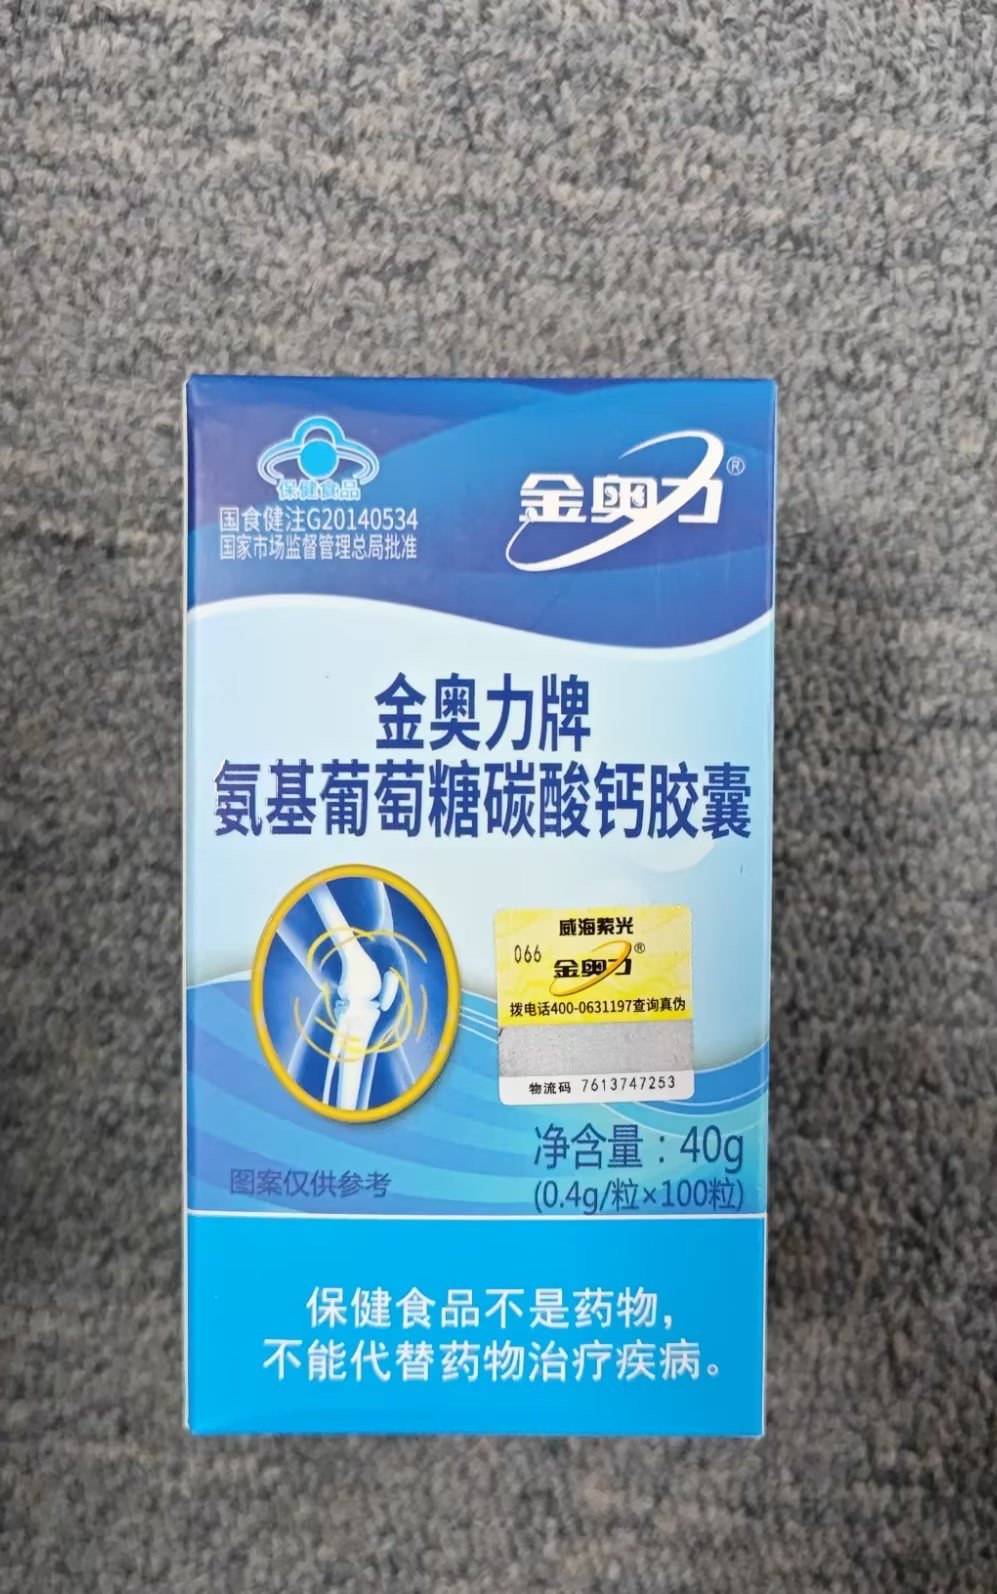 保健食品
国食健注G20140534
国家市场监督管理总局批准
金奥力®
金奥力牌
氨基葡萄糖碳酸钙胶囊
威海紫光
066
金奥力®
拨电话400-0631197查询真伪
物流码 7613747253
净含量：40g
(0.4g/粒×100粒)
图案仅供参考
保健食品不是药物，
不能代替药物治疗疾病。